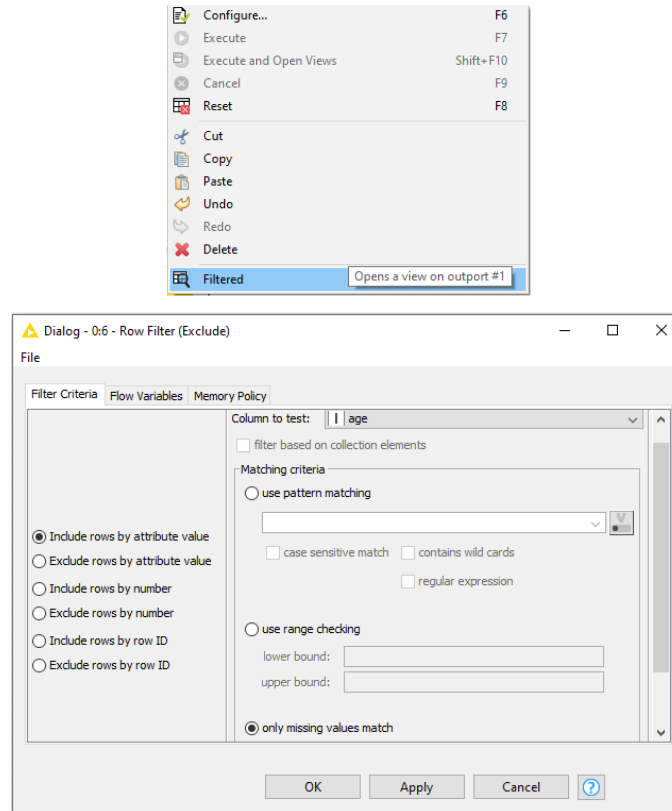 Configure... F6
Execute F7
Execute and Open Views Shift+F10
Cancel F9
Reset F8
Cut
Copy
Paste
Undo
Redo
Delete
Filtered Opens a view on outport #1
Dialog - 0:6 - Row Filter (Exclude)
File
Filter Criteria Flow Variables Memory Policy
Column to test: I age
filter based on collection elements
Matching criteria
use pattern matching
V
case sensitive match contains wild cards
regular expression
Include rows by attribute value
Exclude rows by attribute value
Include rows by number
Exclude rows by number
Include rows by row ID
Exclude rows by row ID
use range checking
lower bound:
upper bound:
only missing values match
OK Apply Cancel ?